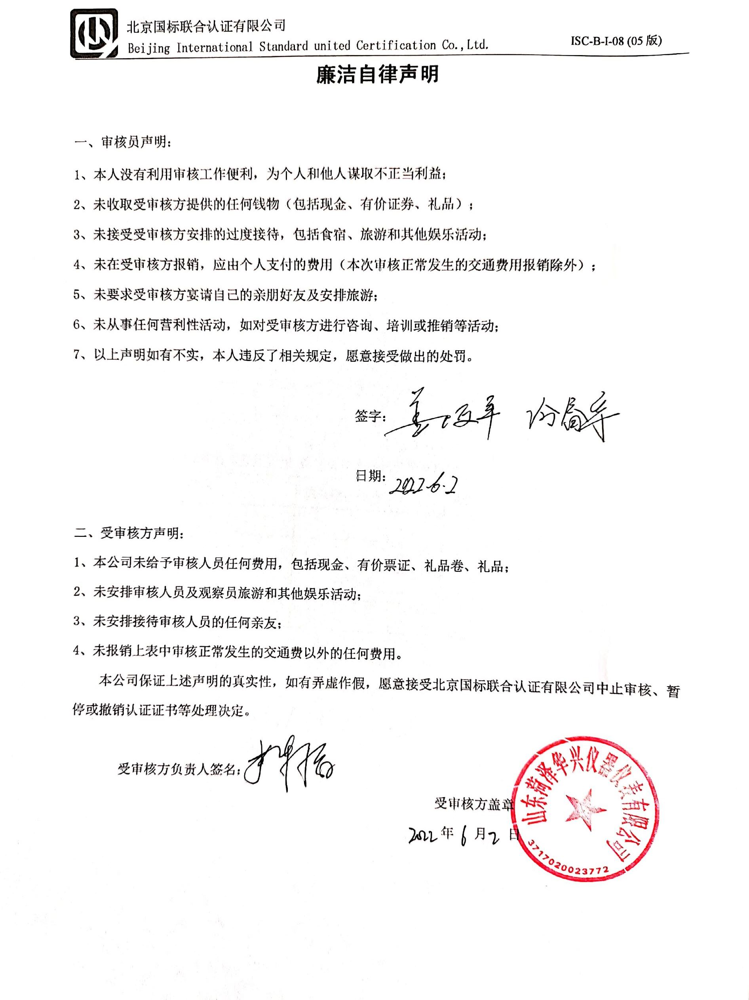 北京国标联合认证有限公司
Beijing International Standard united Certification Co.,Ltd.
ISC-B-I-08 (05 版)
廉洁自律声明
一、审核员声明：
1、本人没有利用审核工作便利，为个人和他人谋取不正当利益；
2、未收取受审核方提供的任何钱物（包括现金、有价证券、礼品）；
3、未接受受审核方安排的过度接待，包括食宿、旅游和其他娱乐活动；
4、未在受审核方报销，应由个人支付的费用（本次审核正常发生的交通费用报销除外）；
5、未要求受审核方宴请自己的亲朋好友及安排旅游；
6、未从事任何营利性活动，如对受审核方进行咨询、培训或推销等活动；
7、以上声明如有不实，本人违反了相关规定，愿意接受做出的处罚。
签字：
日期：2022.6.2
二、受审核方声明：
1、本公司未给予审核人员任何费用，包括现金、有价票证、礼品卷、礼品；
2、未安排审核人员及观察员旅游和其他娱乐活动；
3、未安排接待审核人员的任何亲友；
4、未报销上表中审核正常发生的交通费以外的任何费用。
本公司保证上述声明的真实性，如有弄虚作假，愿意接受北京国标联合认证有限公司中止审核、暂
停或撤销认证证书等处理决定。
受审核方负责人签名：
受审核方盖章
2022 年 6 月 2 日
山东菏泽华兴仪器仪表有限公司
3717020023772